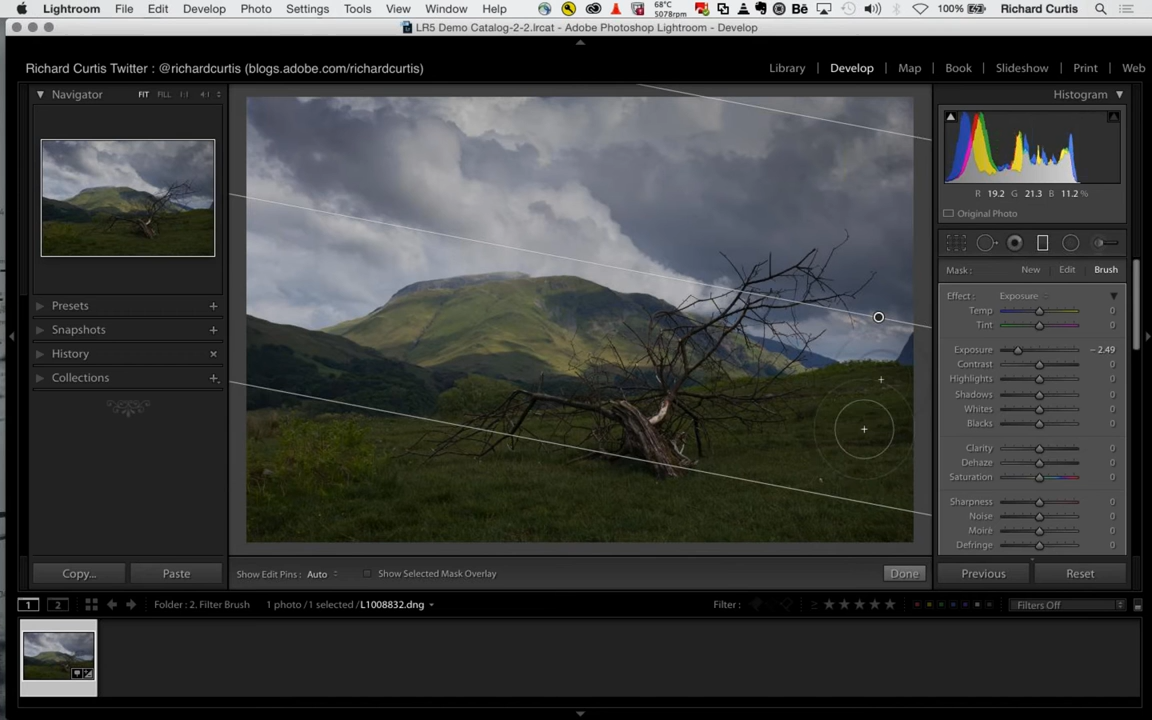 Lightroom File Edit Photo Settings Tools View Window Help 68°C 5078rpm Bē 100% Richard Curtis
LR5 Demo Catalog-2-2.lrcat - Adobe Photoshop Lightroom - Develop
Richard Curtis Twitter : @richardcurtis (blogs.adobe.com/richardcurtis)
Library Develop Map Book Slideshow Print Web
Navigator FIT FILL 1:1
Presets
Snapshots
History
Collections
Copy... Paste
Show Edit Pins: Auto Show Selected Mask Overlay Done
Histogram
R 19.2 G 21.3 B 11.2 %
Original Photo
Mask : New Edit Brush
Effect : Exposure
Temp 0
Tint 0
Exposure – 2.49
Contrast 0
Highlights 0
Shadows 0
Whites 0
Blacks 0
Clarity 0
Dehaze 0
Saturation 0
Sharpness 0
Noise 0
Moiré 0
Defringe 0
Previous Reset
1 2 Folder : 2. Filter Brush 1 photo / 1 selected / L1008832.dng Filter : Filters Off